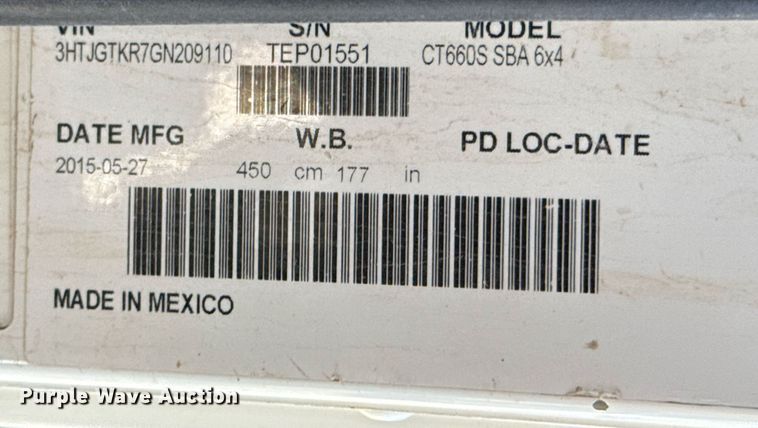 VIN S/N MODEL
3HTJGTKR7GN209110 TEP01551 CT660S SBA 6x4
DATE MFG W.B. PD LOC-DATE
2015-05-27 450 cm 177 in
MADE IN MEXICO
Purple Wave Auction